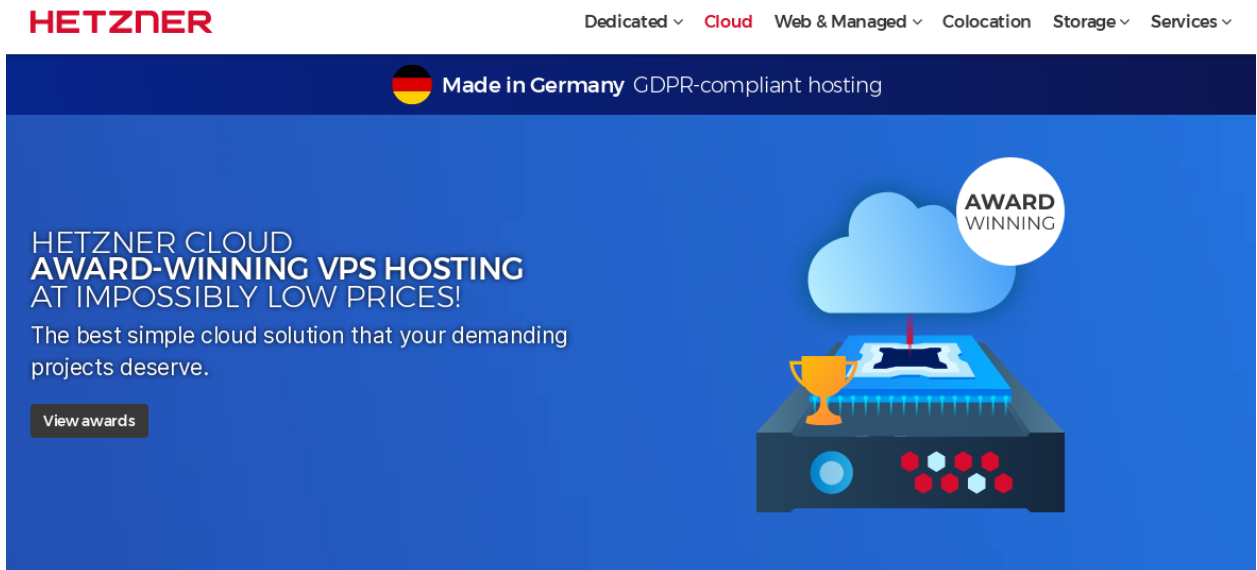 HETZNER
Dedicated Cloud Web & Managed Colocation Storage Services
Made in Germany GDPR-compliant hosting
AWARD
WINNING
HETZNER CLOUD
AWARD-WINNING VPS HOSTING
AT IMPOSSIBLY LOW PRICES!
The best simple cloud solution that your demanding
projects deserve.
View awards